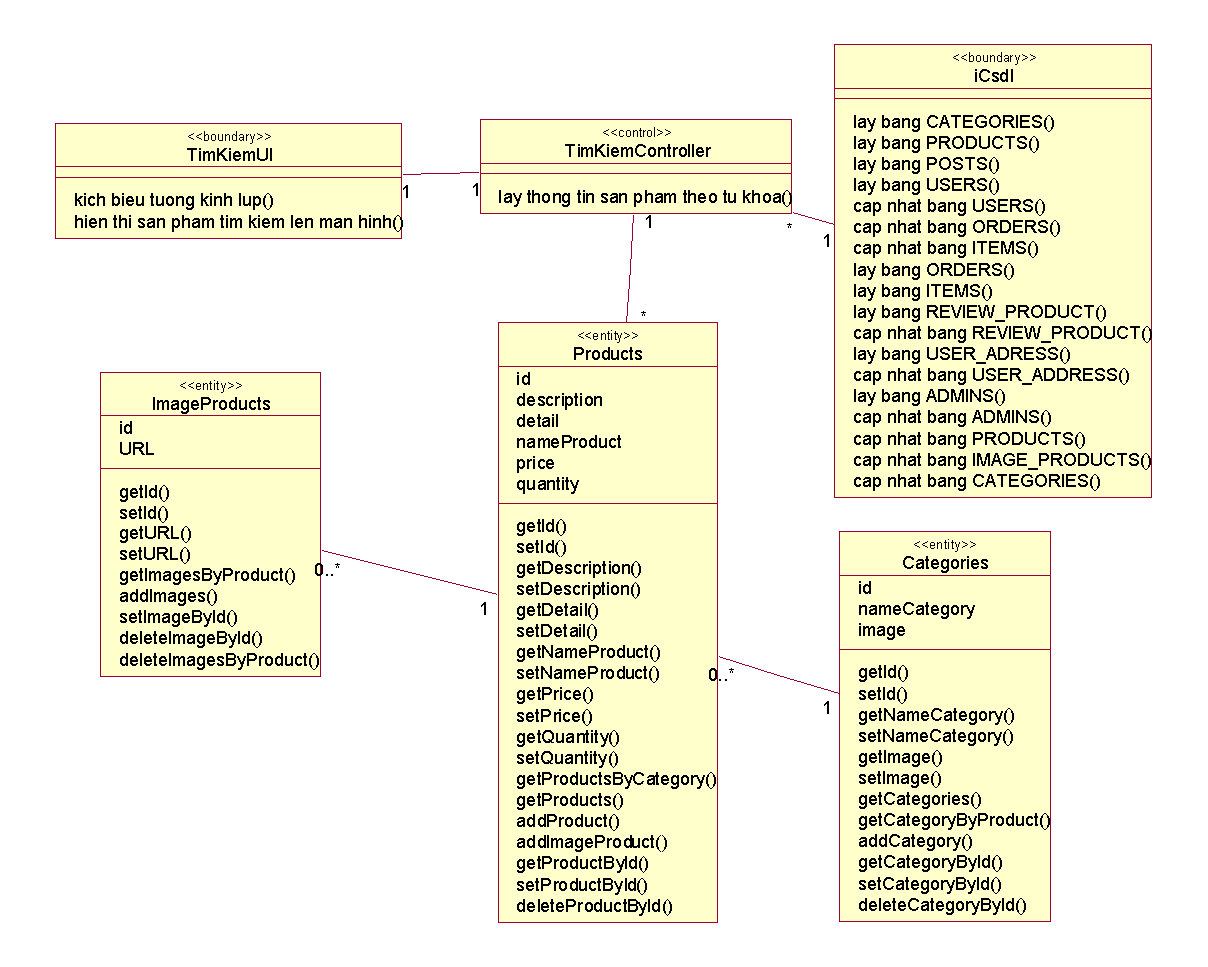 <<boundary>>
TimKiemUI
kich bieu tuong kinh lup()
hien thi san pham tim kiem len man hinh()
1
1
<<control>>
TimKiemController
lay thong tin san pham theo tu khoa()
1
*
*
1
<<boundary>>
iCsdl
lay bang CATEGORIES()
lay bang PRODUCTS()
lay bang POSTS()
lay bang USERS()
cap nhat bang USERS()
cap nhat bang ORDERS()
cap nhat bang ITEMS()
lay bang ORDERS()
lay bang ITEMS()
lay bang REVIEW_PRODUCT()
cap nhat bang REVIEW_PRODUCT()
lay bang USER_ADRESS()
cap nhat bang USER_ADDRESS()
lay bang ADMINS()
cap nhat bang ADMINS()
cap nhat bang PRODUCTS()
cap nhat bang IMAGE_PRODUCTS()
cap nhat bang CATEGORIES()
<<entity>>
ImageProducts
id
URL
getId()
setId()
getURL()
setURL()
getImagesByProduct()
addImages()
setImageById()
deleteImageById()
deleteImagesByProduct()
0..*
1
<<entity>>
Products
id
description
detail
nameProduct
price
quantity
getId()
setId()
getDescription()
setDescription()
getDetail()
setDetail()
getNameProduct()
setNameProduct()
getPrice()
setPrice()
getQuantity()
setQuantity()
getProductsByCategory()
getProducts()
addProduct()
addImageProduct()
getProductById()
setProductById()
deleteProductById()
0..*
1
<<entity>>
Categories
id
nameCategory
image
getId()
setId()
getNameCategory()
setNameCategory()
getImage()
setImage()
getCategories()
getCategoryByProduct()
addCategory()
getCategoryById()
setCategoryById()
deleteCategoryById()